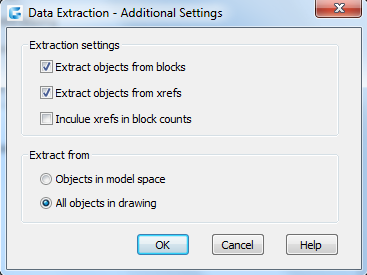 Data Extraction - Additional Settings
Extraction settings
Extract objects from blocks
Extract objects from xrefs
Inculue xrefs in block counts
Extract from
Objects in model space
All objects in drawing
OK Cancel Help